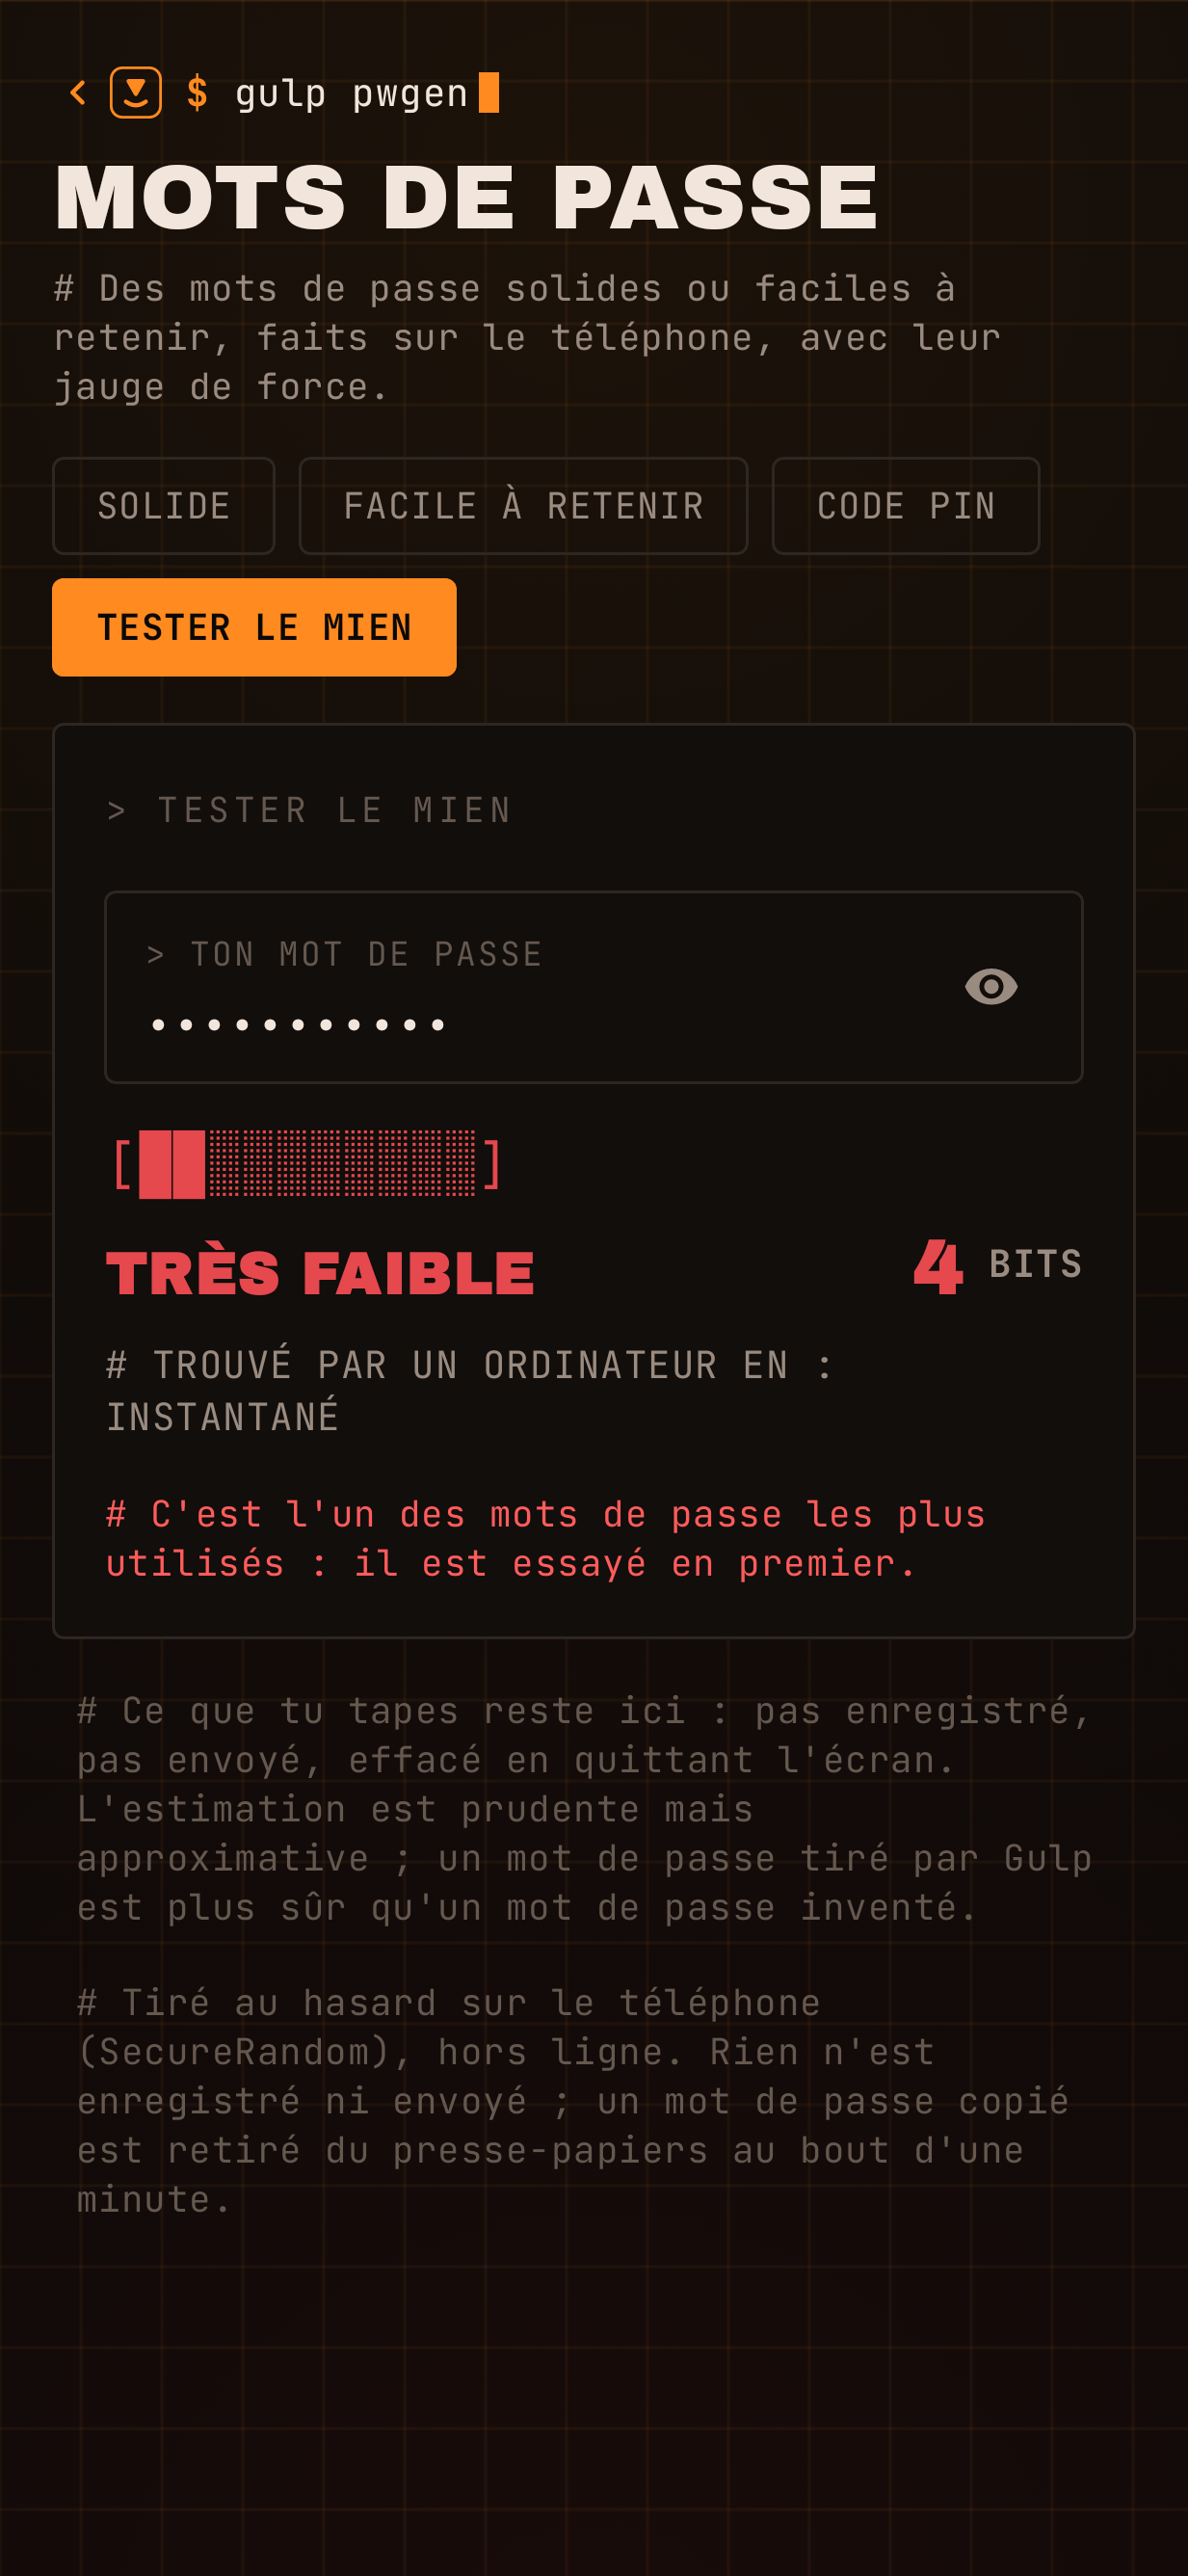 $ gulp pwgen
MOTS DE PASSE
# Des mots de passe solides ou faciles à
retenir, faits sur le téléphone, avec leur
jauge de force.
SOLIDE
FACILE À RETENIR
CODE PIN
TESTER LE MIEN
> TESTER LE MIEN
> TON MOT DE PASSE
•••••••••••
[██░░░░░░░░]
TRÈS FAIBLE
4 BITS
# TROUVÉ PAR UN ORDINATEUR EN :
INSTANTANÉ
# C'est l'un des mots de passe les plus
utilisés : il est essayé en premier.
# Ce que tu tapes reste ici : pas enregistré,
pas envoyé, effacé en quittant l'écran.
L'estimation est prudente mais
approximative ; un mot de passe tiré par Gulp
est plus sûr qu'un mot de passe inventé.
# Tiré au hasard sur le téléphone
(SecureRandom), hors ligne. Rien n'est
enregistré ni envoyé ; un mot de passe copié
est retiré du presse-papiers au bout d'une
minute.